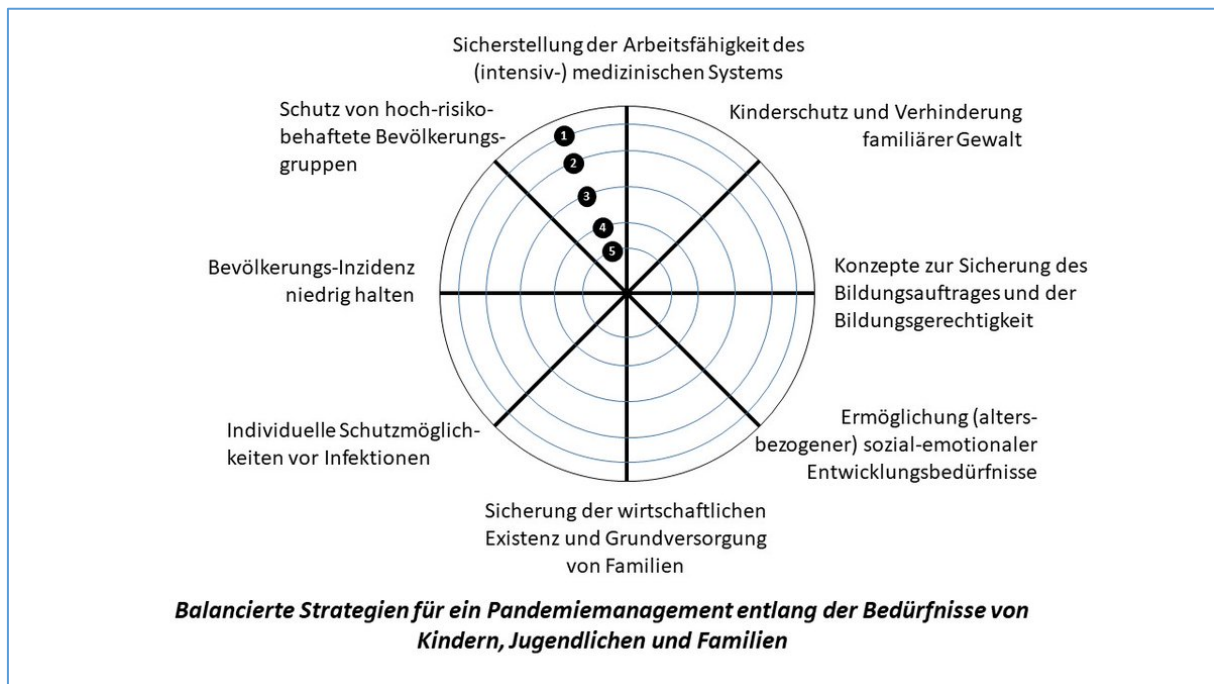 Sicherstellung der Arbeitsfähigkeit des
(intensiv-) medizinischen Systems
Schutz von hoch-risiko-
behaftete Bevölkerungs-
gruppen
Kinderschutz und Verhinderung
familiärer Gewalt
1
2
3
4
5
Bevölkerungs-Inzidenz
niedrig halten
Konzepte zur Sicherung des
Bildungsauftrages und der
Bildungsgerechtigkeit
Individuelle Schutzmöglich-
keiten vor Infektionen
Ermöglichung (alters-
bezogener) sozial-emotionaler
Entwicklungsbedürfnisse
Sicherung der wirtschaftlichen
Existenz und Grundversorgung
von Familien
Balancierte Strategien für ein Pandemiemanagement entlang der Bedürfnisse von
Kindern, Jugendlichen und Familien